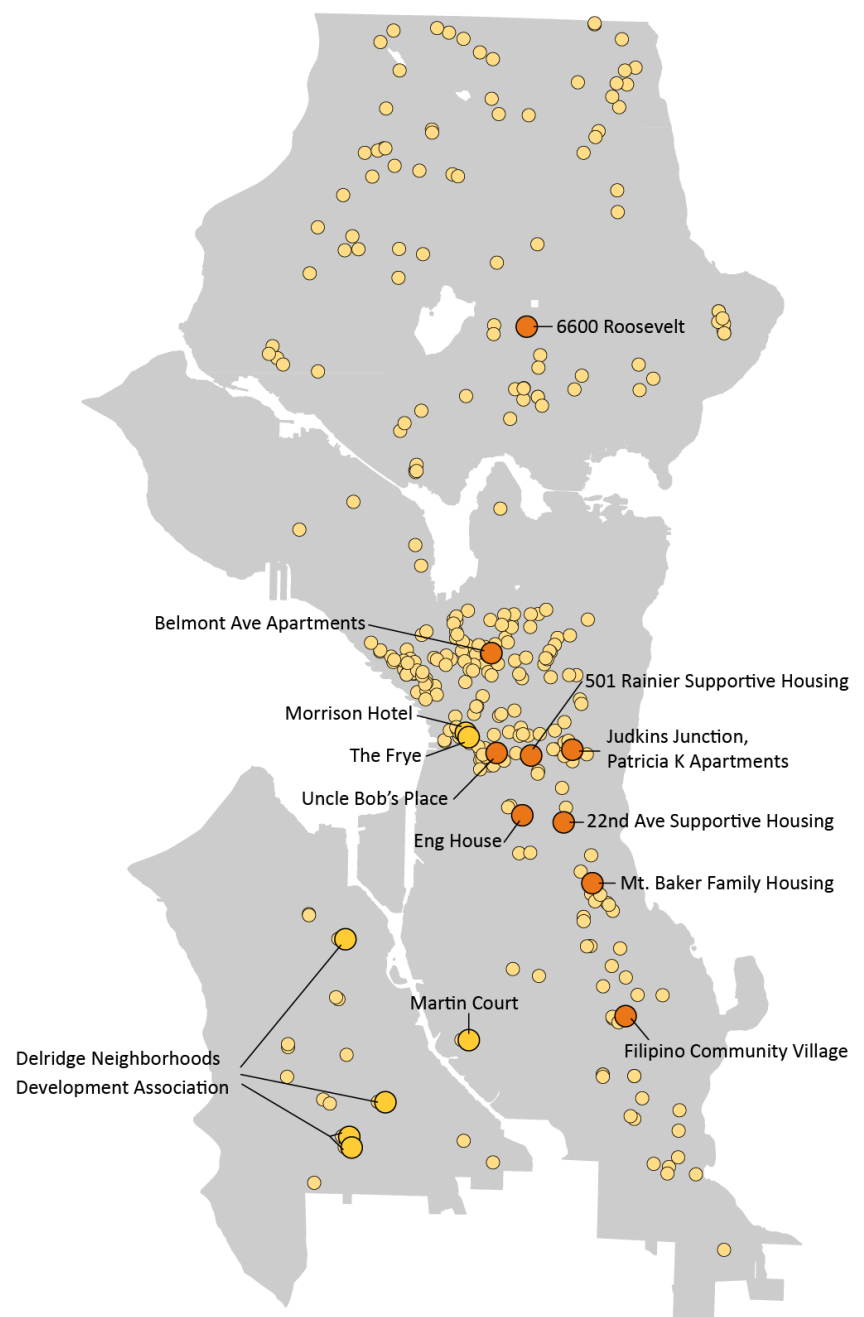 6600 Roosevelt
Belmont Ave Apartments
501 Rainier Supportive Housing
Morrison Hotel
Judkins Junction,
Patricia K Apartments
The Frye
Uncle Bob’s Place
22nd Ave Supportive Housing
Eng House
Mt. Baker Family Housing
Martin Court
Filipino Community Village
Delridge Neighborhoods
Development Association